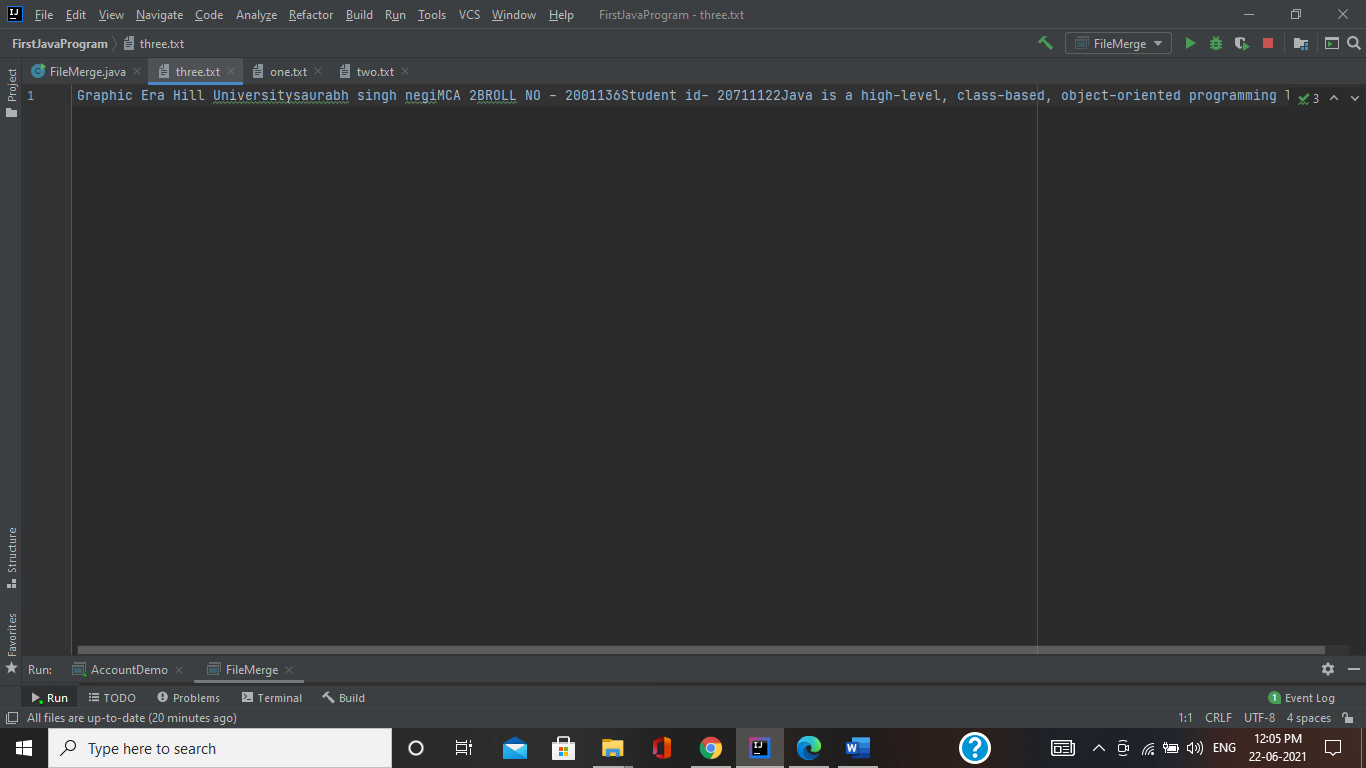 File Edit View Navigate Code Analyze Refactor Build Run Tools VCS Window Help FirstJavaProgram - three.txt
FirstJavaProgram three.txt FileMerge
FileMerge.java three.txt one.txt two.txt
Project
1 Graphic Era Hill Universitysaurabh singh negiMCA 2BROLL NO - 2001136Student id- 20711122Java is a high-level, class-based, object-oriented programming l 3
Structure
Favorites
Run: AccountDemo FileMerge
Run TODO Problems Terminal Build 1 Event Log
All files are up-to-date (20 minutes ago) 1:1 CRLF UTF-8 4 spaces
Type here to search ENG 12:05 PM
22-06-2021